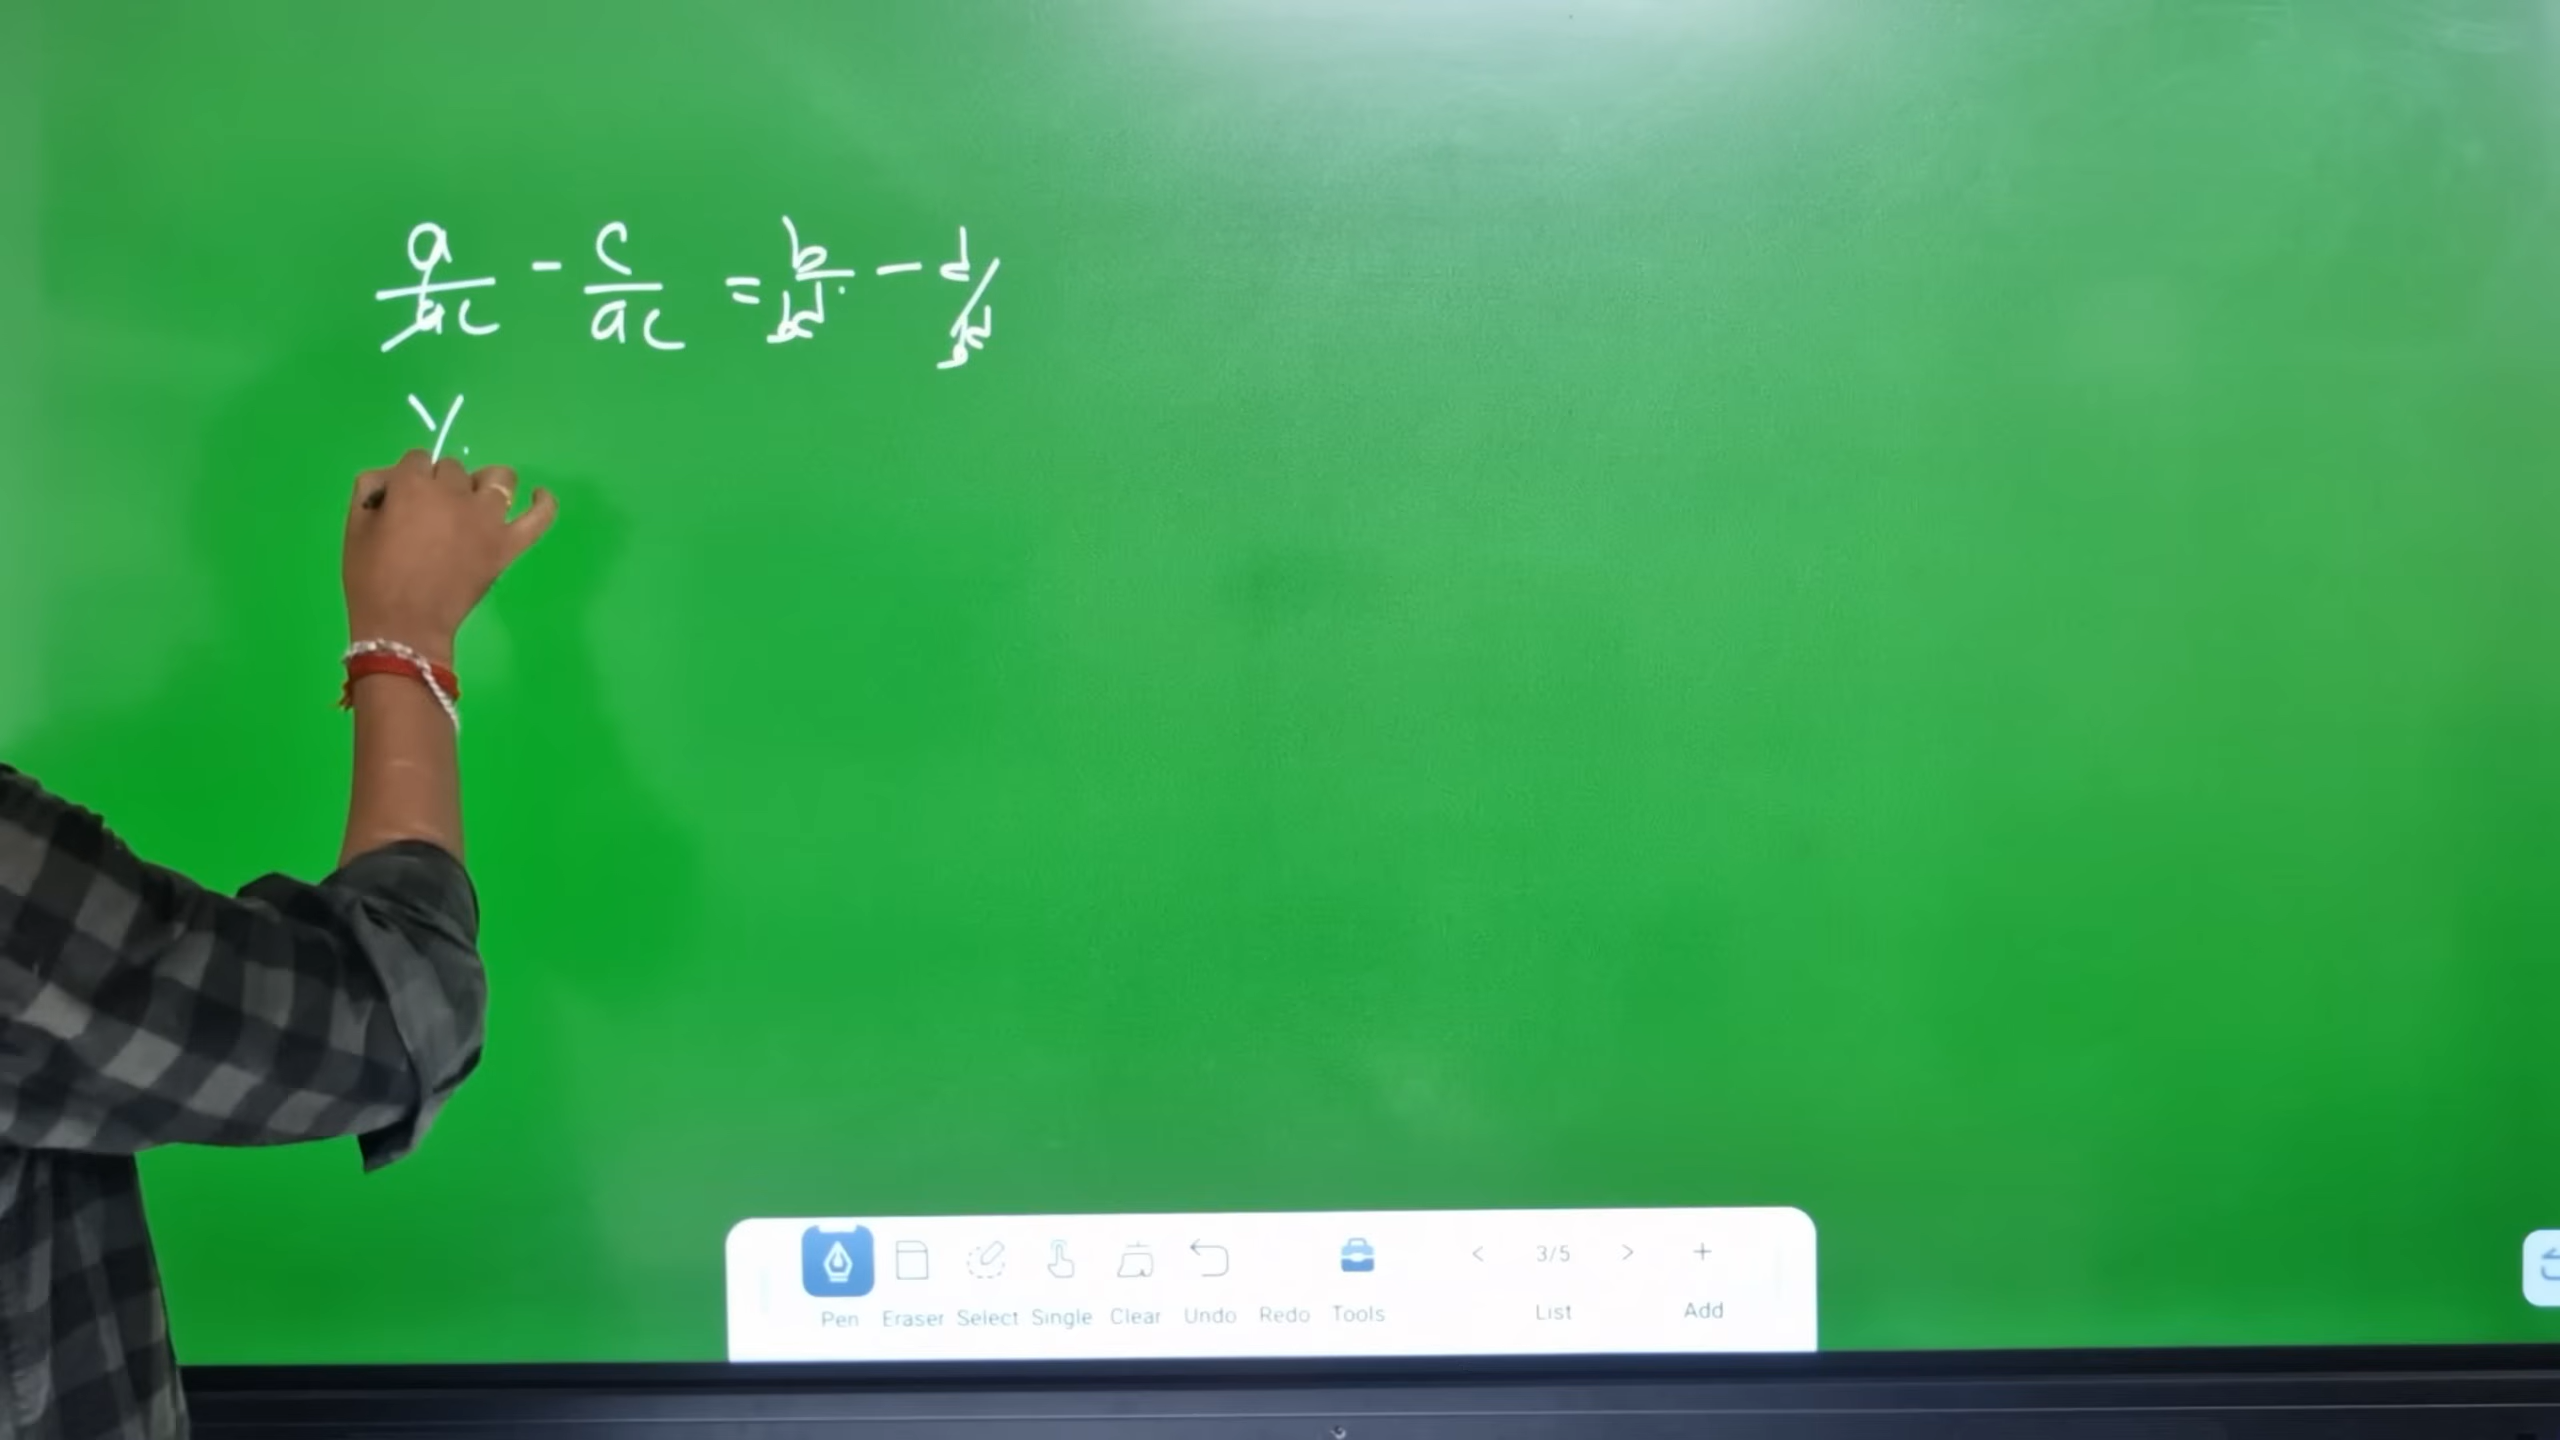 a/ac - c/ac = b/bd - d/bd
Pen Eraser Select Single Clear Undo Redo Tools < 3/5 > List + Add